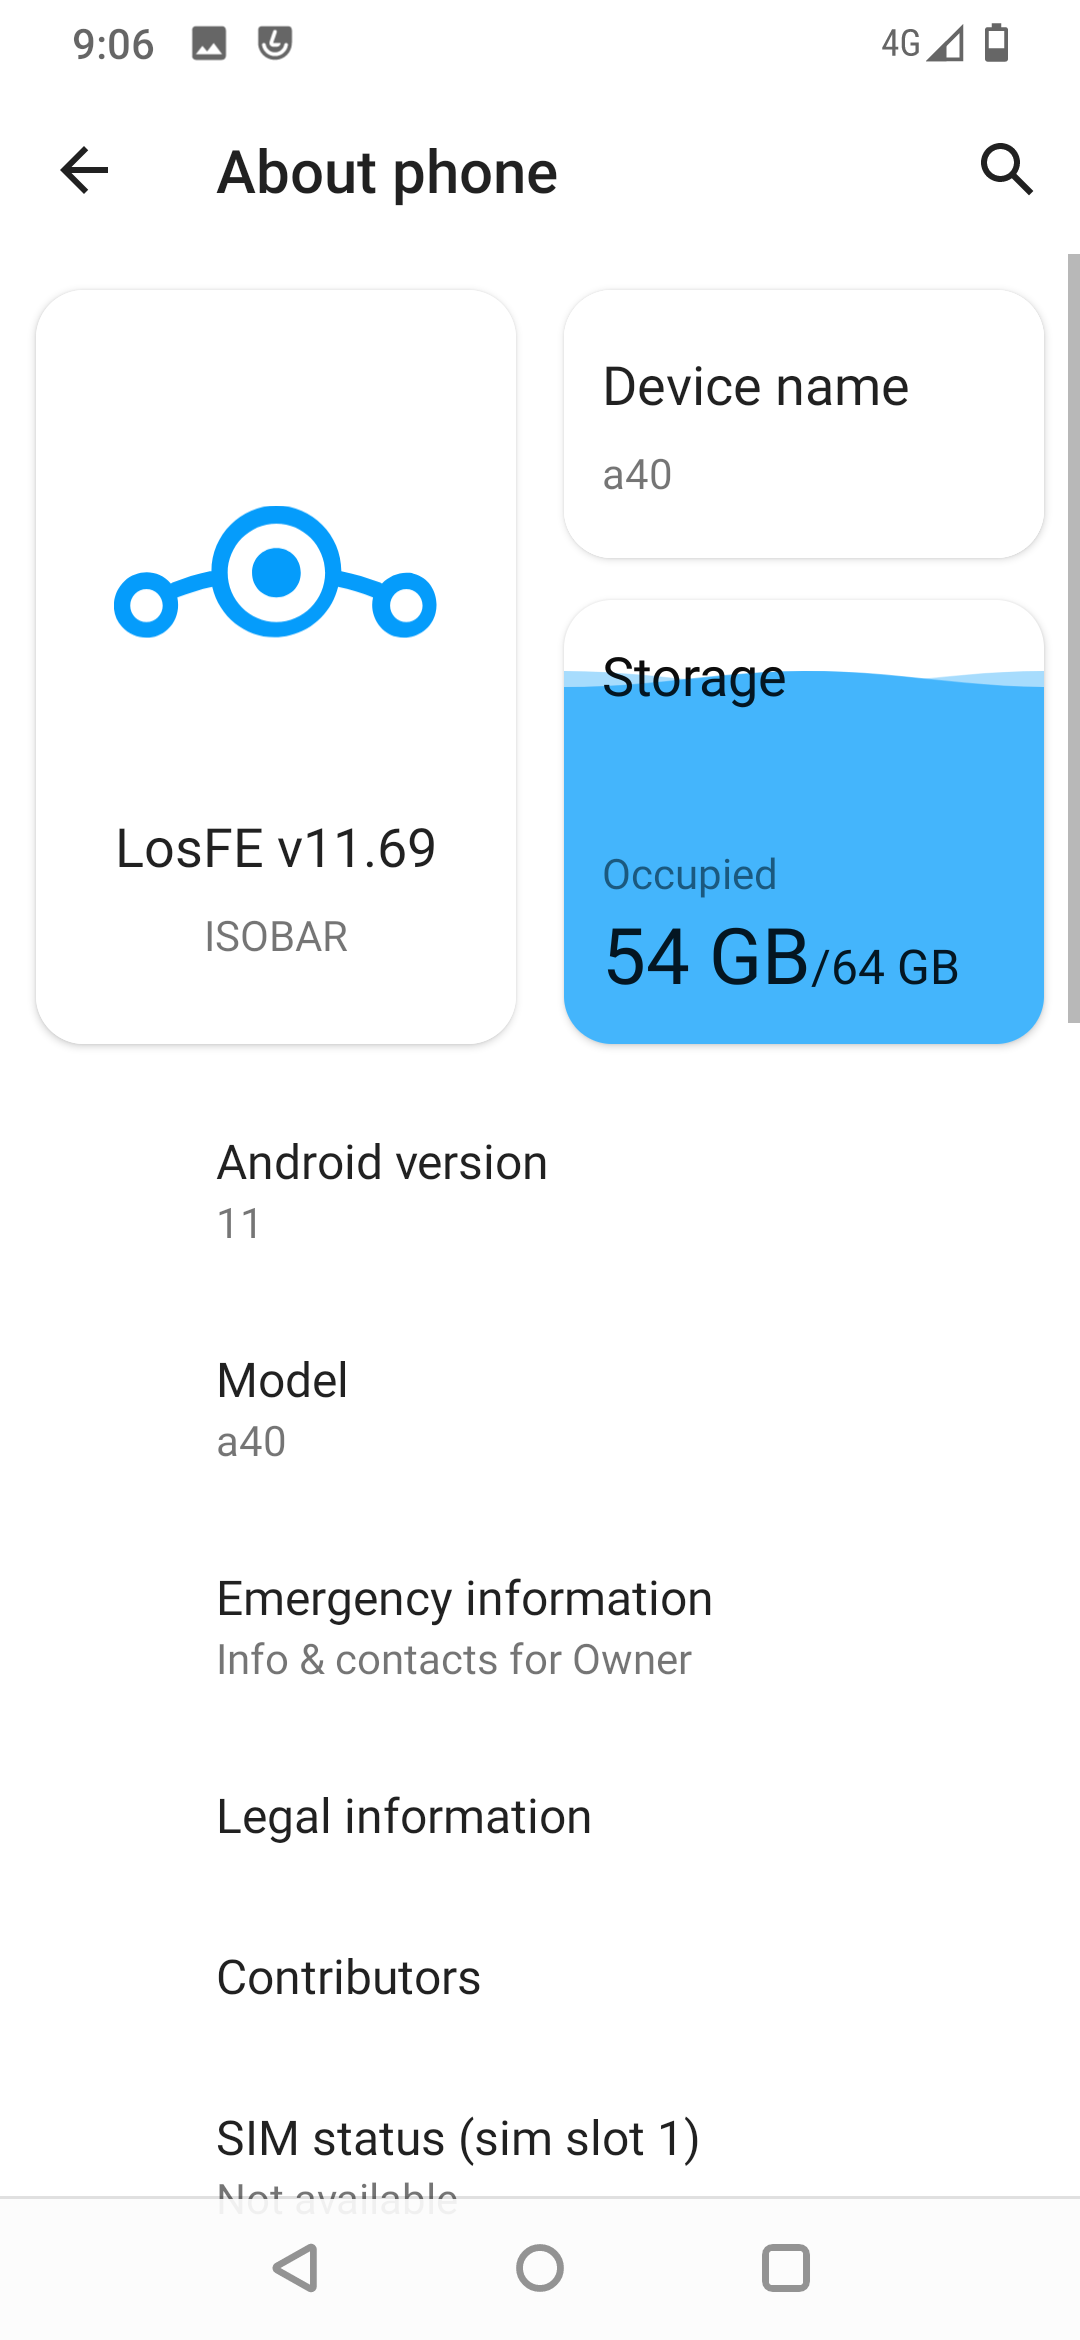 9:06
4G
About phone
Device name
a40
Storage
Occupied
54 GB/64 GB
LosFE v11.69
ISOBAR
Android version
11
Model
a40
Emergency information
Info & contacts for Owner
Legal information
Contributors
SIM status (sim slot 1)
Not available